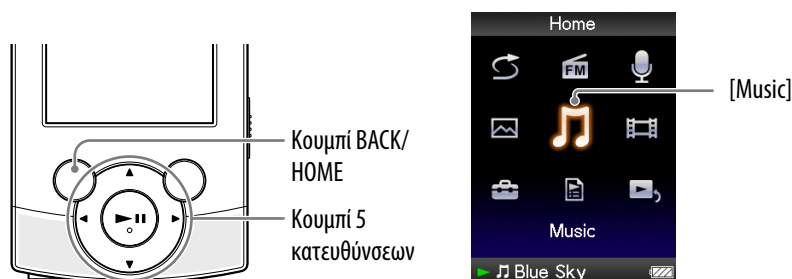 Κουμπί BACK/
HOME
Κουμπί 5
κατευθύνσεων
Home
FM
[Music]
Music
Blue Sky